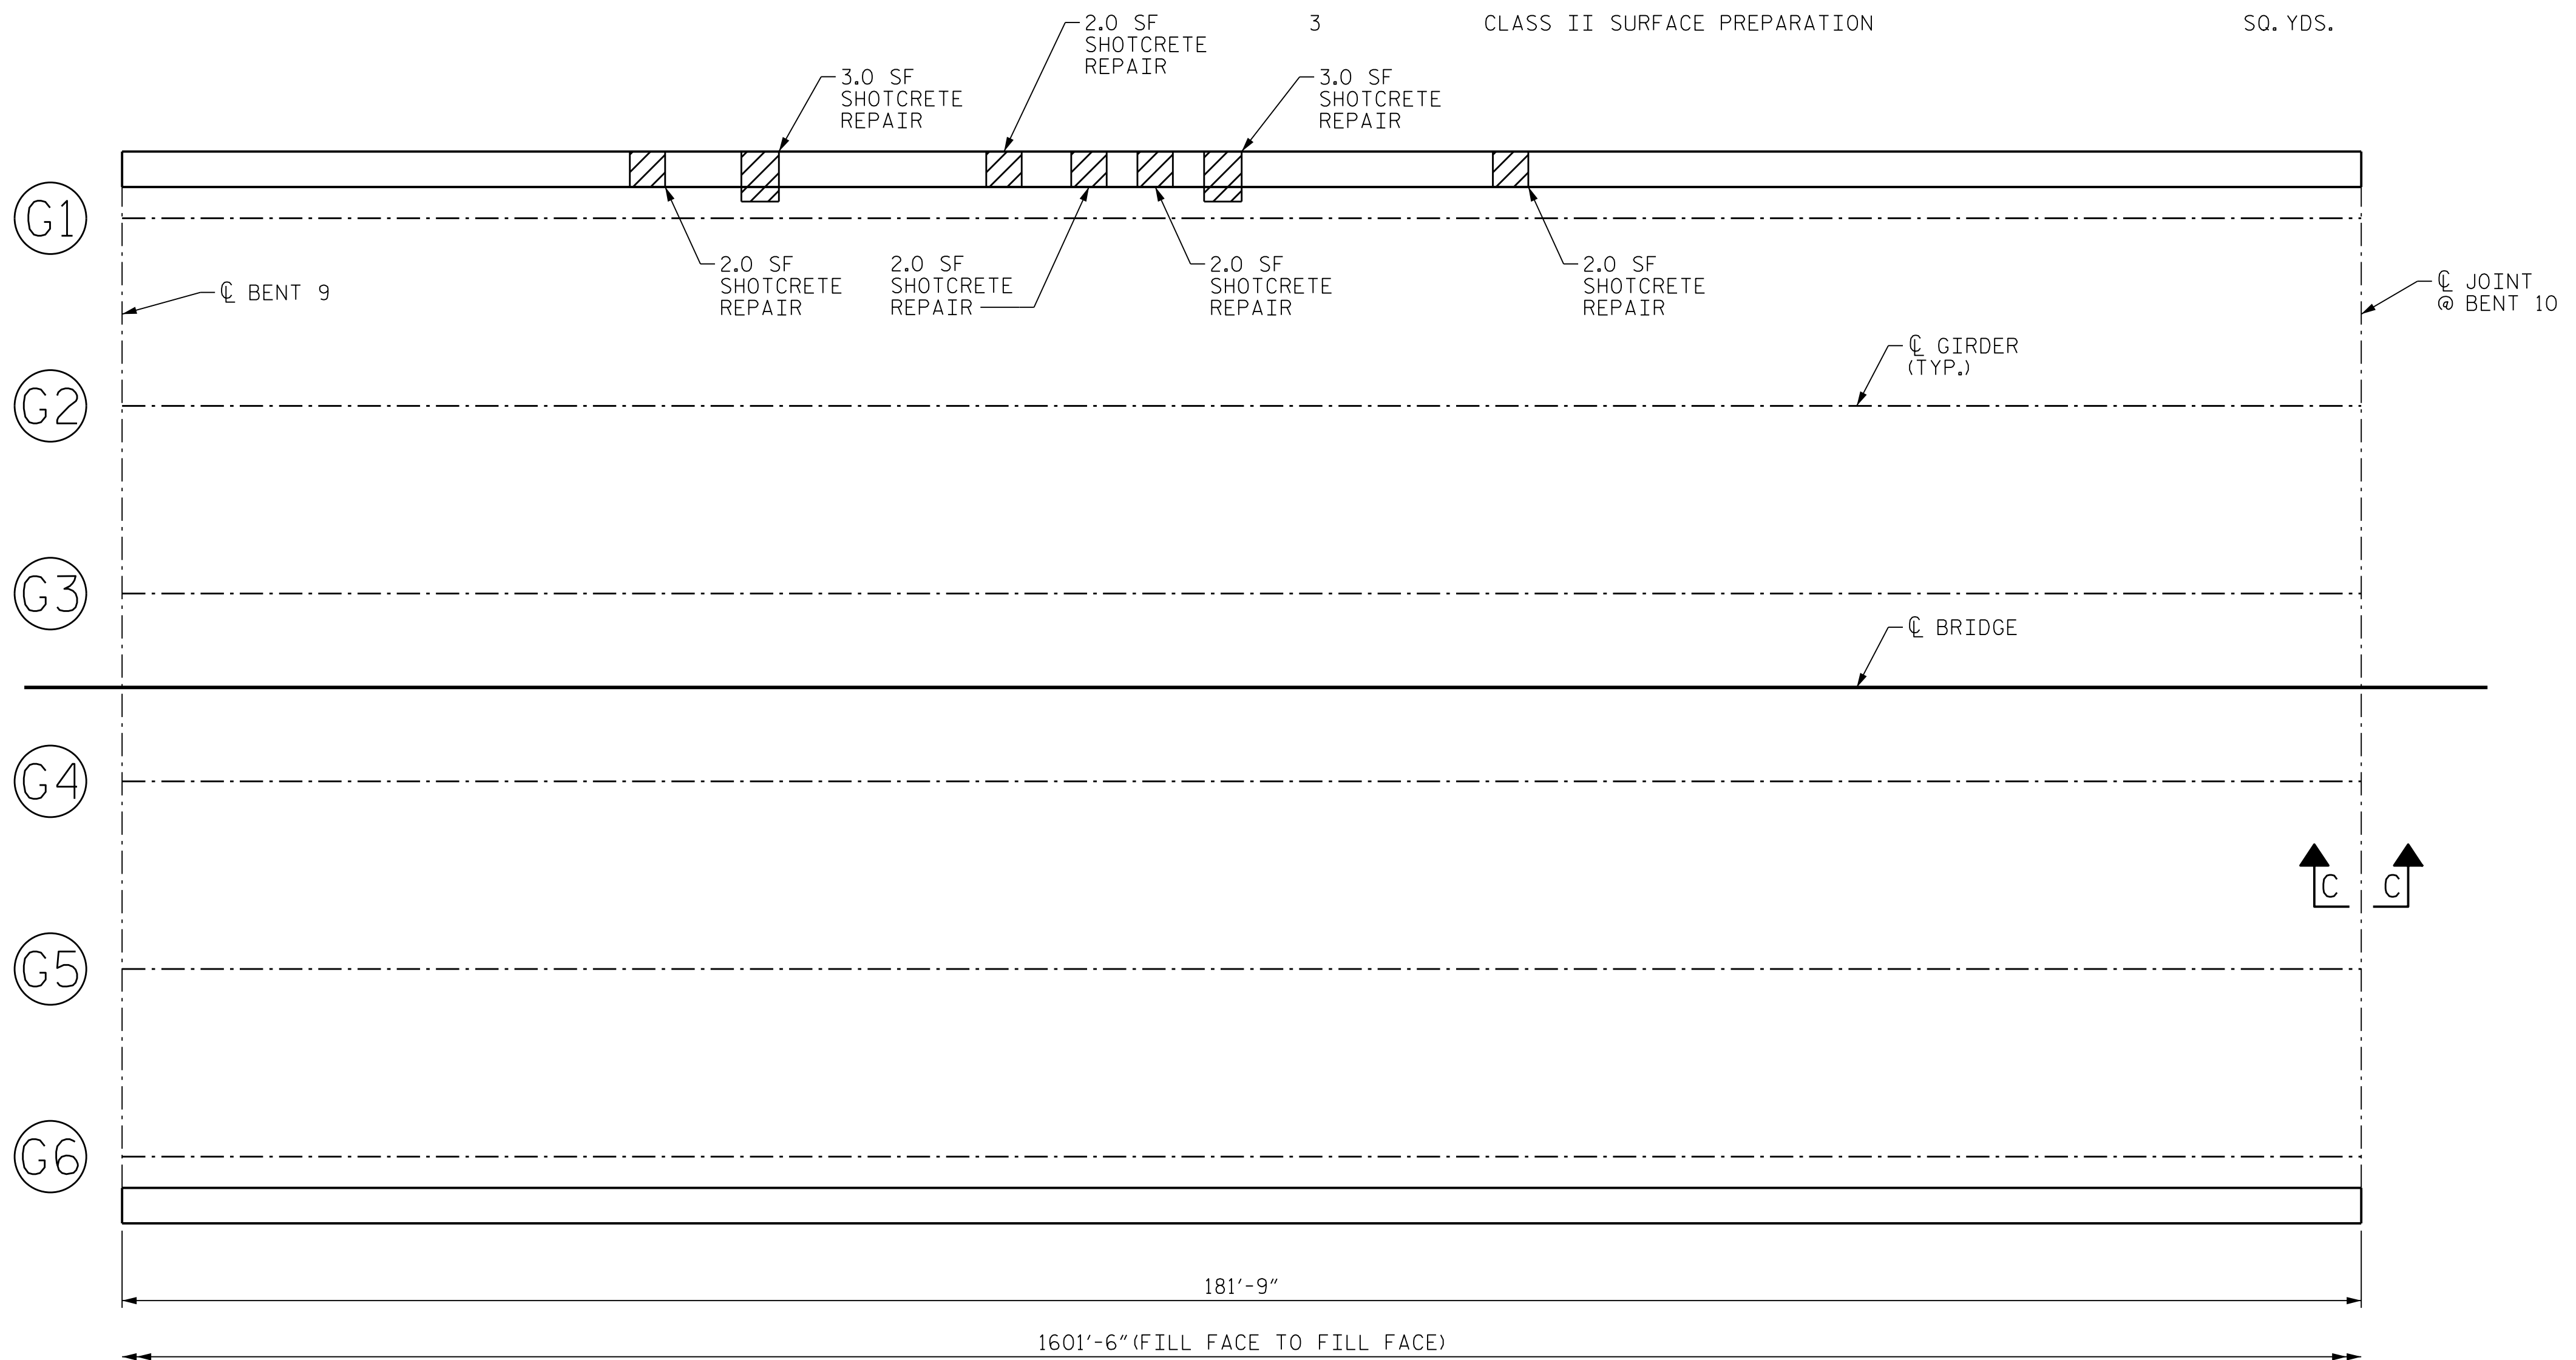 2.0 SF
SHOTCRETE
REPAIR
3 CLASS II SURFACE PREPARATION SQ. YDS.
3.0 SF
SHOTCRETE
REPAIR
3.0 SF
SHOTCRETE
REPAIR
G1
2.0 SF
SHOTCRETE
REPAIR
2.0 SF
SHOTCRETE
REPAIR
2.0 SF
SHOTCRETE
REPAIR
2.0 SF
SHOTCRETE
REPAIR
℄ BENT 9
℄ JOINT
@ BENT 10
℄ GIRDER
(TYP.)
G2
G3
℄ BRIDGE
G4
C C
G5
G6
181'-9"
1601'-6"(FILL FACE TO FILL FACE)